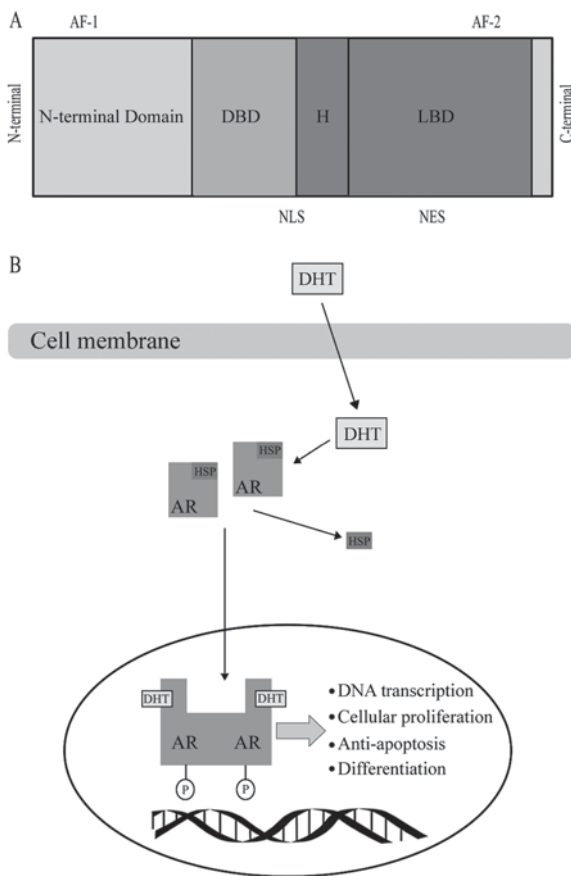 A
AF-1
AF-2
N-terminal
N-terminal Domain
DBD
H
LBD
C-terminal
NLS
NES
B
DHT
Cell membrane
DHT
HSP
AR
HSP
AR
HSP
DHT
DHT
AR
AR
P
P
• DNA transcription
• Cellular proliferation
• Anti-apoptosis
• Differentiation